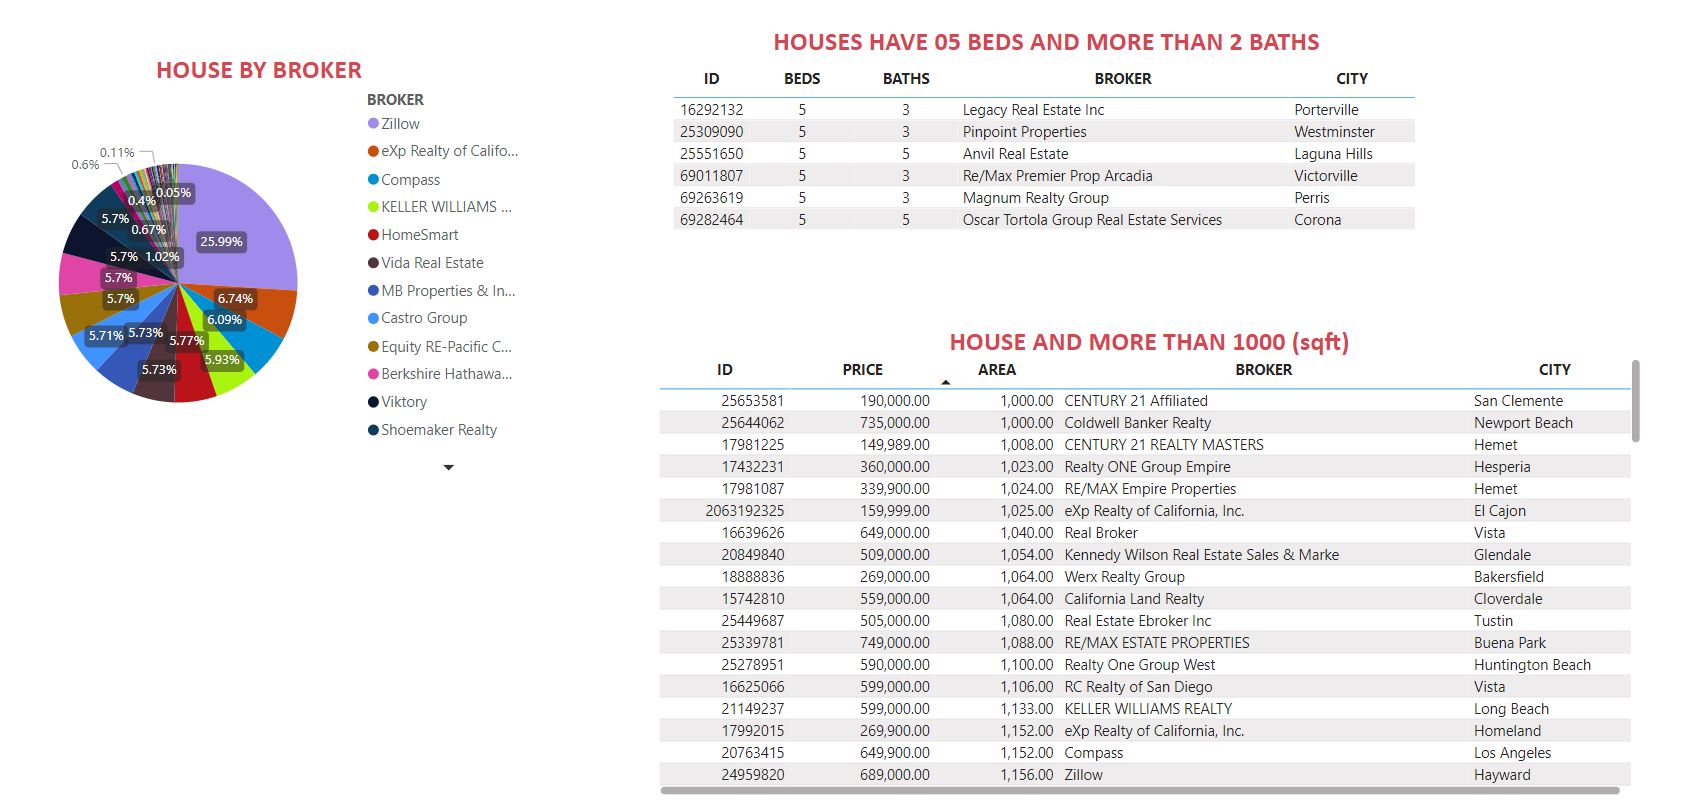 HOUSE BY BROKER
BROKER
Zillow
eXp Realty of Califo...
Compass
KELLER WILLIAMS ...
HomeSmart
Vida Real Estate
MB Properties & In...
Castro Group
Equity RE-Pacific C...
Berkshire Hathawa...
Viktory
Shoemaker Realty
0.11%
0.6%
0.05%
0.4%
5.7%
0.67%
25.99%
5.7% 1.02%
5.7%
5.7%
6.74%
6.09%
5.71% 5.73% 5.77%
5.93%
5.73%
HOUSES HAVE 05 BEDS AND MORE THAN 2 BATHS
ID BEDS BATHS BROKER CITY
16292132 5 3 Legacy Real Estate Inc Porterville
25309090 5 3 Pinpoint Properties Westminster
25551650 5 5 Anvil Real Estate Laguna Hills
69011807 5 3 Re/Max Premier Prop Arcadia Victorville
69263619 5 3 Magnum Realty Group Perris
69282464 5 5 Oscar Tortola Group Real Estate Services Corona
HOUSE AND MORE THAN 1000 (sqft)
ID PRICE AREA BROKER CITY
25653581 190,000.00 1,000.00 CENTURY 21 Affiliated San Clemente
25644062 735,000.00 1,000.00 Coldwell Banker Realty Newport Beach
17981225 149,989.00 1,008.00 CENTURY 21 REALTY MASTERS Hemet
17432231 360,000.00 1,023.00 Realty ONE Group Empire Hesperia
17981087 339,900.00 1,024.00 RE/MAX Empire Properties Hemet
2063192325 159,999.00 1,025.00 eXp Realty of California, Inc. El Cajon
16639626 649,000.00 1,040.00 Real Broker Vista
20849840 509,000.00 1,054.00 Kennedy Wilson Real Estate Sales & Marke Glendale
18888836 269,000.00 1,064.00 Werx Realty Group Bakersfield
15742810 559,000.00 1,064.00 California Land Realty Cloverdale
25449687 505,000.00 1,080.00 Real Estate Ebroker Inc Tustin
25339781 749,000.00 1,088.00 RE/MAX ESTATE PROPERTIES Buena Park
25278951 590,000.00 1,100.00 Realty One Group West Huntington Beach
16625066 599,000.00 1,106.00 RC Realty of San Diego Vista
21149237 599,000.00 1,133.00 KELLER WILLIAMS REALTY Long Beach
17992015 269,900.00 1,152.00 eXp Realty of California, Inc. Homeland
20763415 649,900.00 1,152.00 Compass Los Angeles
24959820 689,000.00 1,156.00 Zillow Hayward